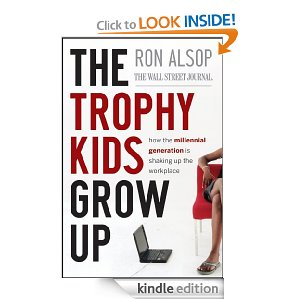 Click to
LOOK INSIDE!
RON ALSOP
THE WALL STREET JOURNAL
THE
TROPHY
KIDS
GROW
UP
how the millennial
generation is
shaking up the
workplace
kindle edition